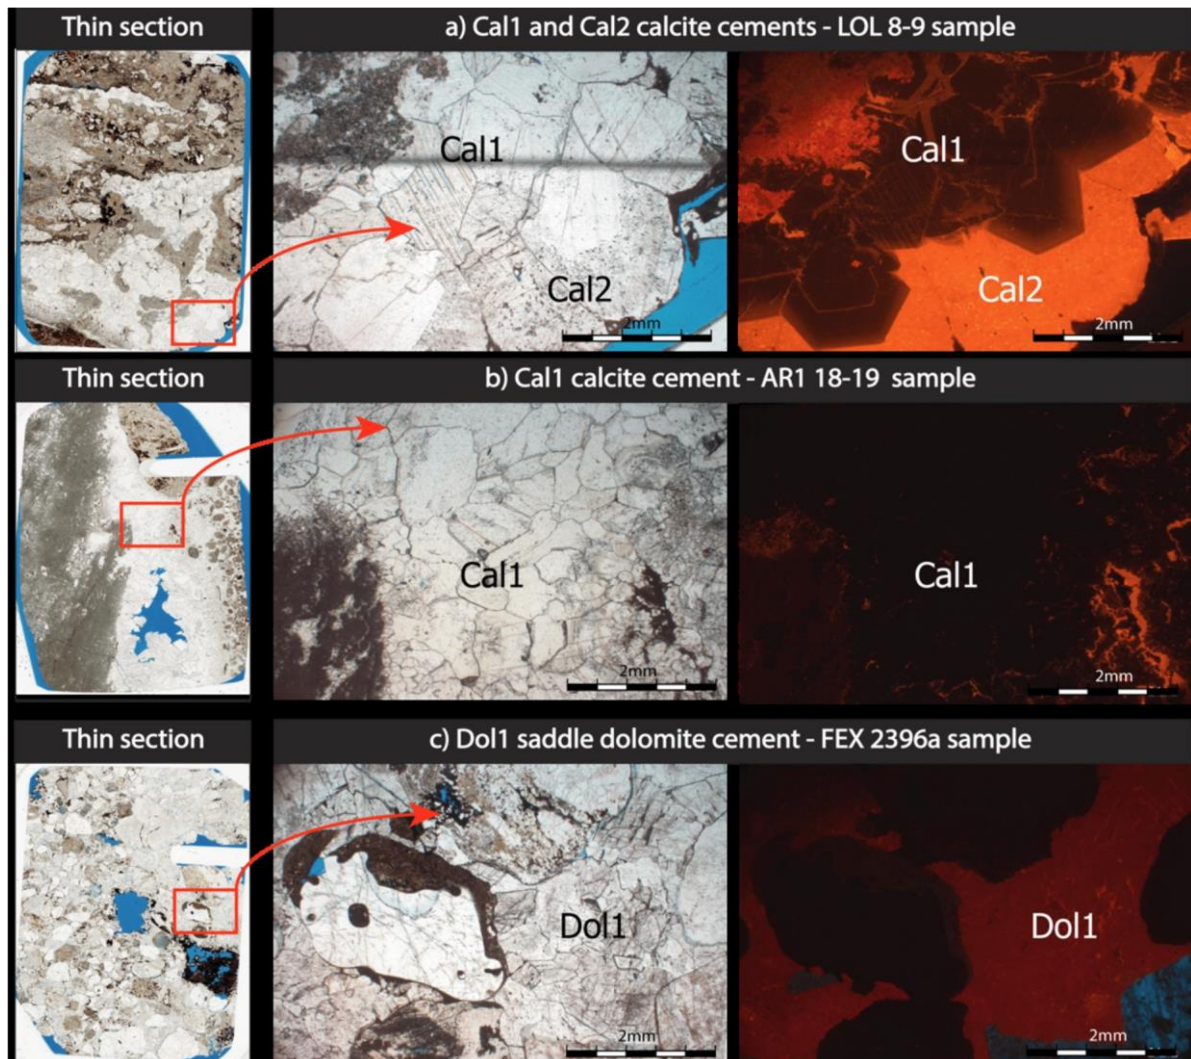 Thin section
a) Cal1 and Cal2 calcite cements - LOL 8-9 sample
Cal1
Cal2
2mm
Cal1
Cal2
2mm
Thin section
b) Cal1 calcite cement - AR1 18-19 sample
Cal1
2mm
Cal1
2mm
Thin section
c) Dol1 saddle dolomite cement - FEX 2396a sample
Dol1
2mm
Dol1
2mm